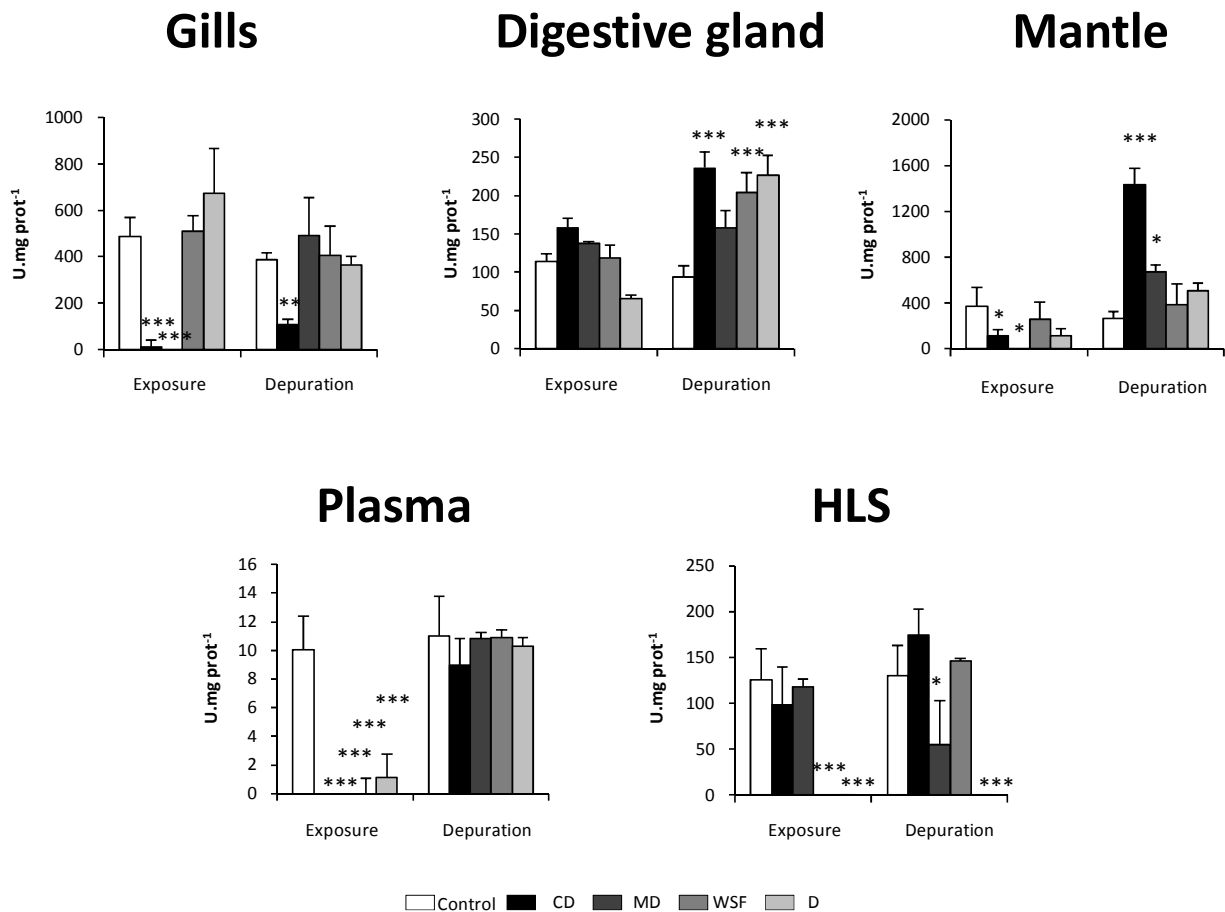 Gills
Digestive gland
Mantle
U.mg prot-1
1000
800
600
400
200
0
***
***
**
Exposure
Depuration
U.mg prot-1
300
250
200
150
100
50
0
***
***
***
Exposure
Depuration
U.mg prot-1
2000
1600
1200
800
400
0
*
*
***
*
Exposure
Depuration
Plasma
HLS
U.mg prot-1
16
14
12
10
8
6
4
2
0
***
***
***
***
Exposure
Depuration
U.mg prot-1
250
200
150
100
50
0
***
***
*
***
Exposure
Depuration
Control CD MD WSF D